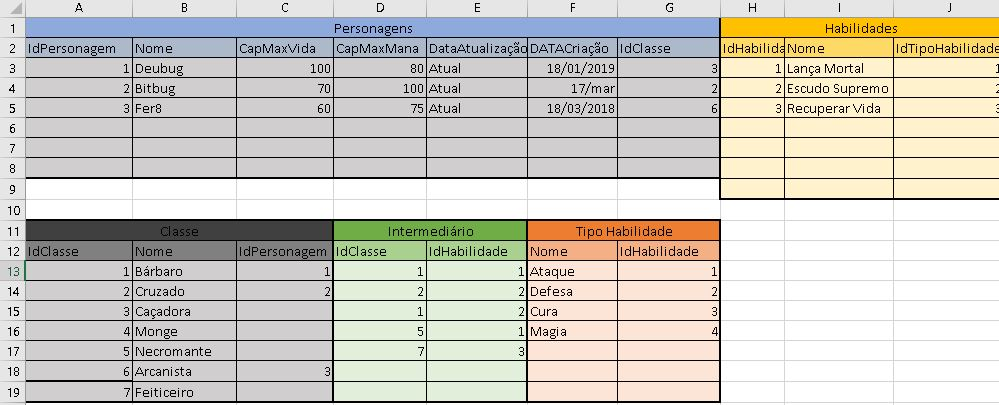 A B C D E F G H I J
1 Personagens Habilidades
2 IdPersonagem Nome CapMaxVida CapMaxMana DataAtualização DATACriação IdClasse IdHabilida Nome IdTipoHabilidade
3 1 Deubug 100 80 Atual 18/01/2019 3 1 Lança Mortal 1
4 2 Bitbug 70 100 Atual 17/mar 2 2 Escudo Supremo 2
5 3 Fer8 60 75 Atual 18/03/2018 6 3 Recuperar Vida 3
6
7
8
9
10
11 Classe Intermediário Tipo Habilidade
12 IdClasse Nome IdPersonagem IdClasse IdHabilidade Nome IdHabilidade
13 1 Bárbaro 1 1 1 Ataque 1
14 2 Cruzado 2 2 2 Defesa 2
15 3 Caçadora 1 2 Cura 3
16 4 Monge 5 1 Magia 4
17 5 Necromante 7 3
18 6 Arcanista 3
19 7 Feiticeiro